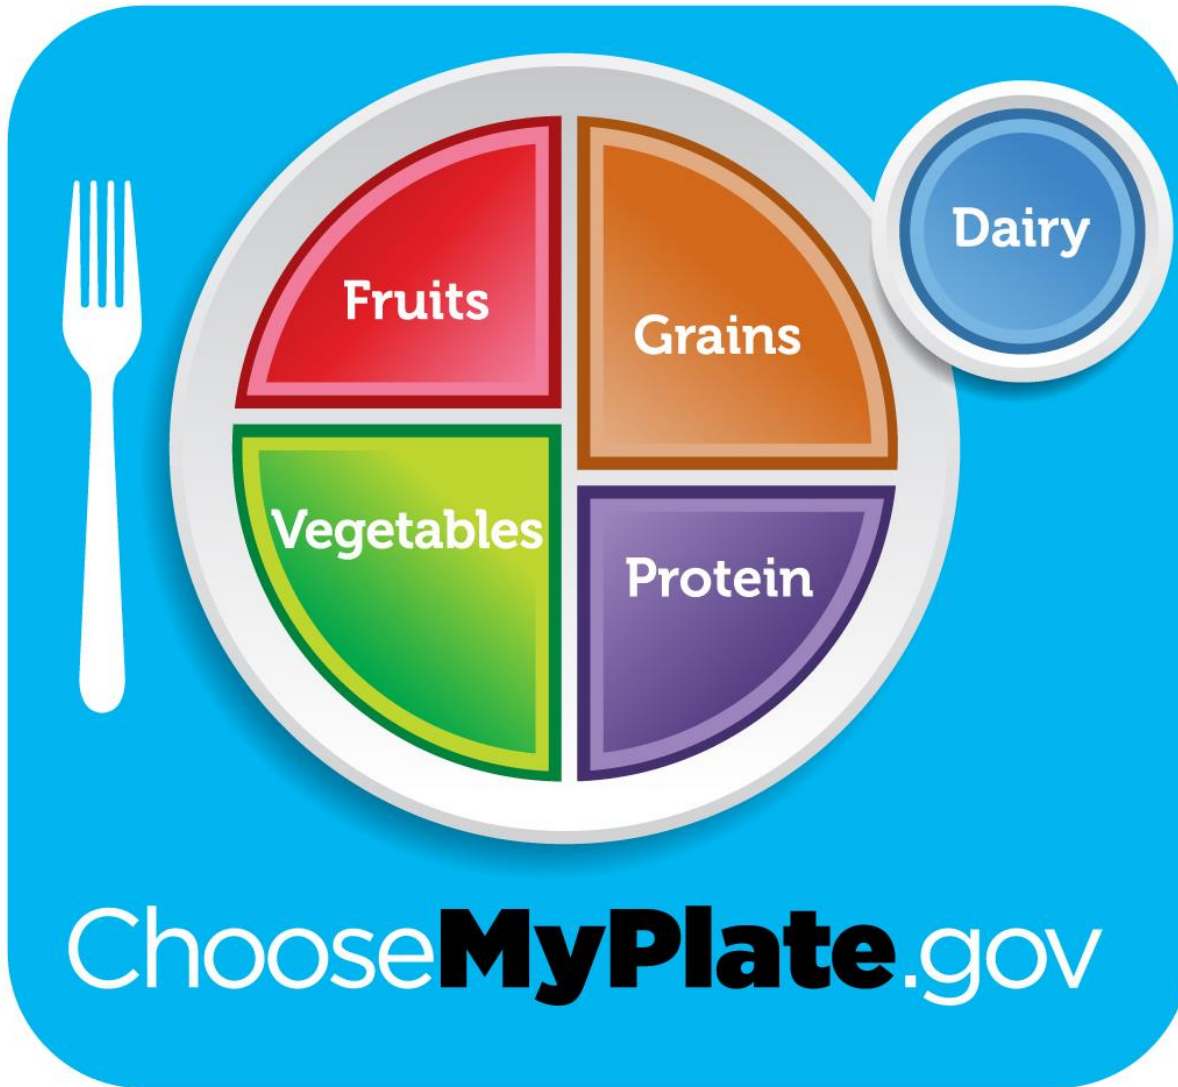 Fruits
Grains
Dairy
Vegetables
Protein
ChooseMyPlate.gov